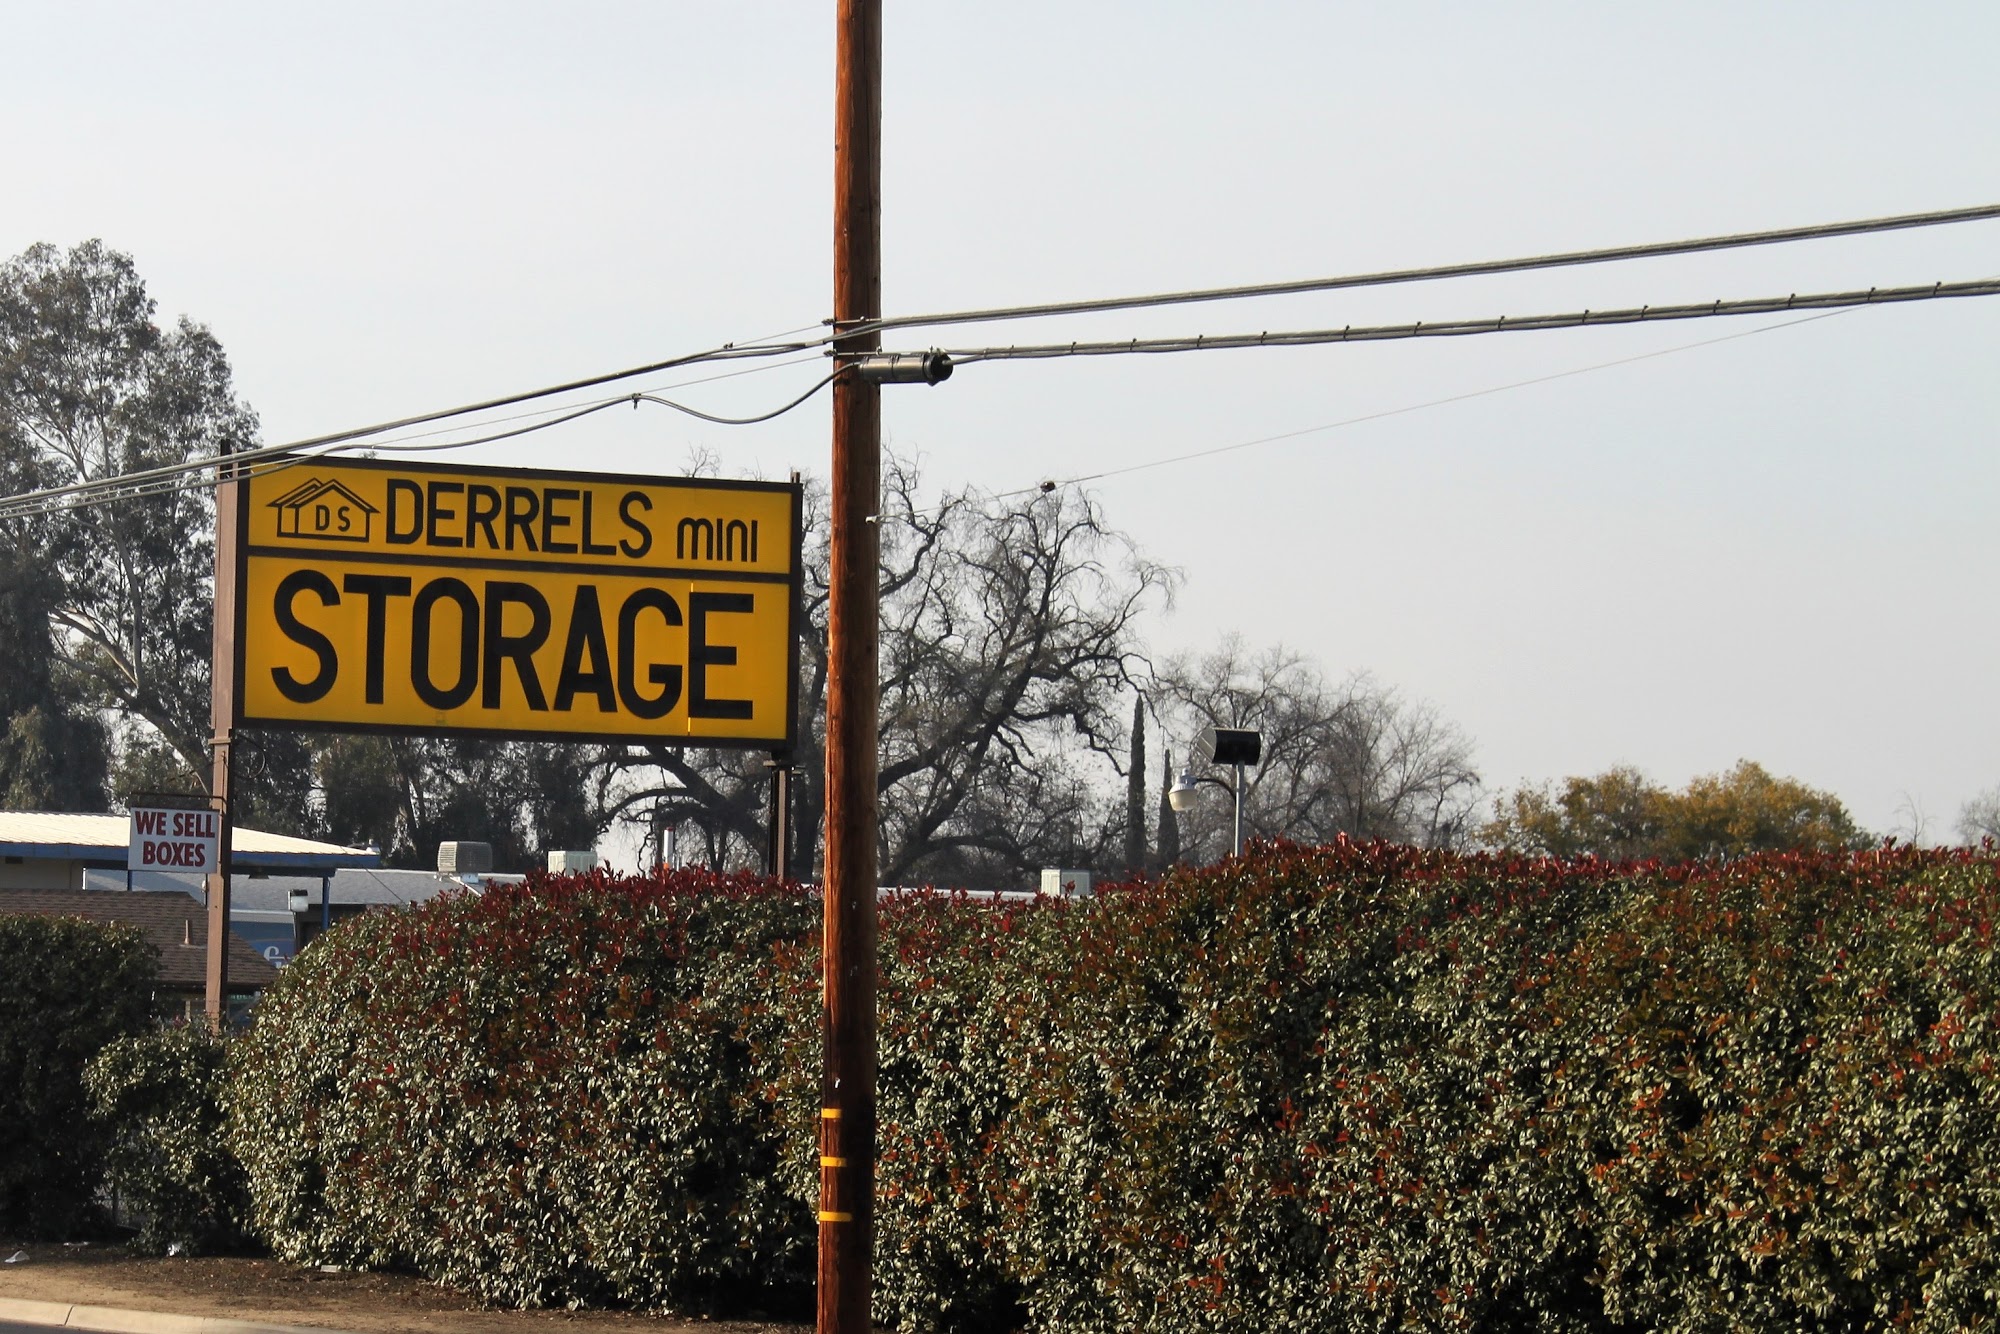 DS DERRELS mini
STORAGE
WE SELL
BOXES